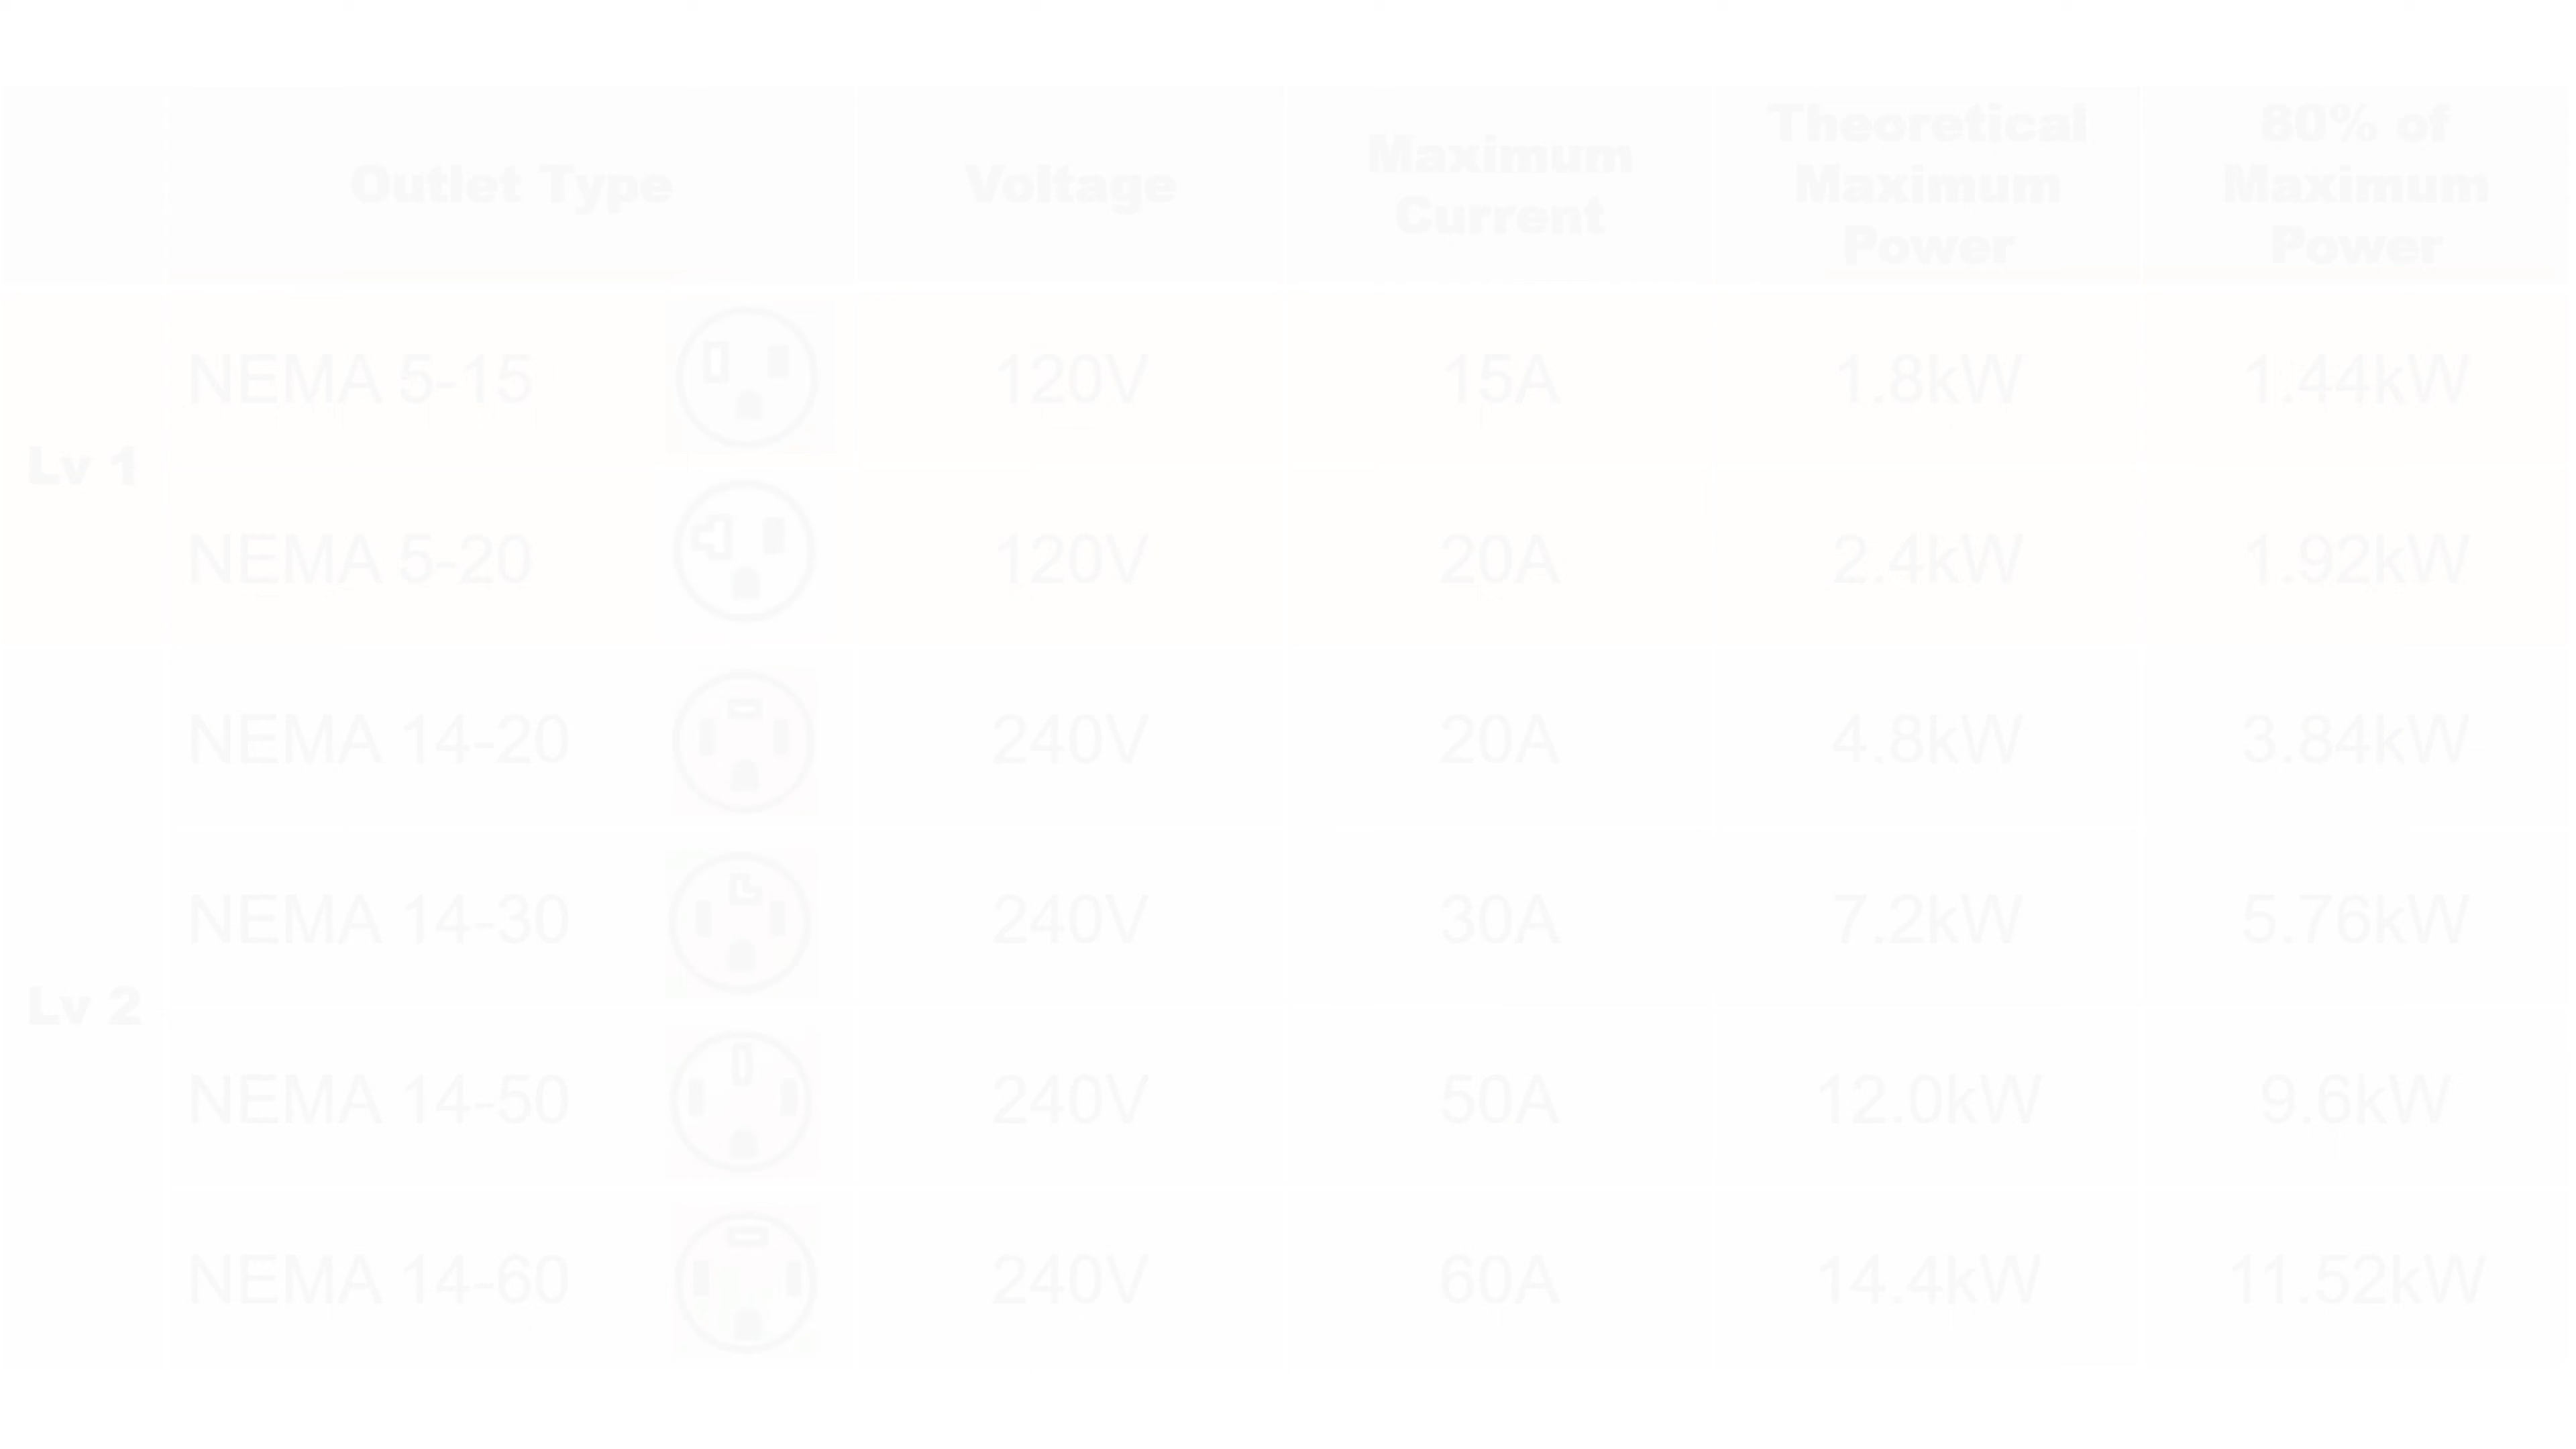 Outlet Type Voltage Maximum Current Theoretical Maximum Power 80% of Maximum Power
Lv 1
NEMA 5-15 120V 15A 1.8kW 1.44kW
NEMA 5-20 120V 20A 2.4kW 1.92kW
Lv 2
NEMA 14-20 240V 20A 4.8kW 3.84kW
NEMA 14-30 240V 30A 7.2kW 5.76kW
NEMA 14-50 240V 50A 12.0kW 9.6kW
NEMA 14-60 240V 60A 14.4kW 11.52kW